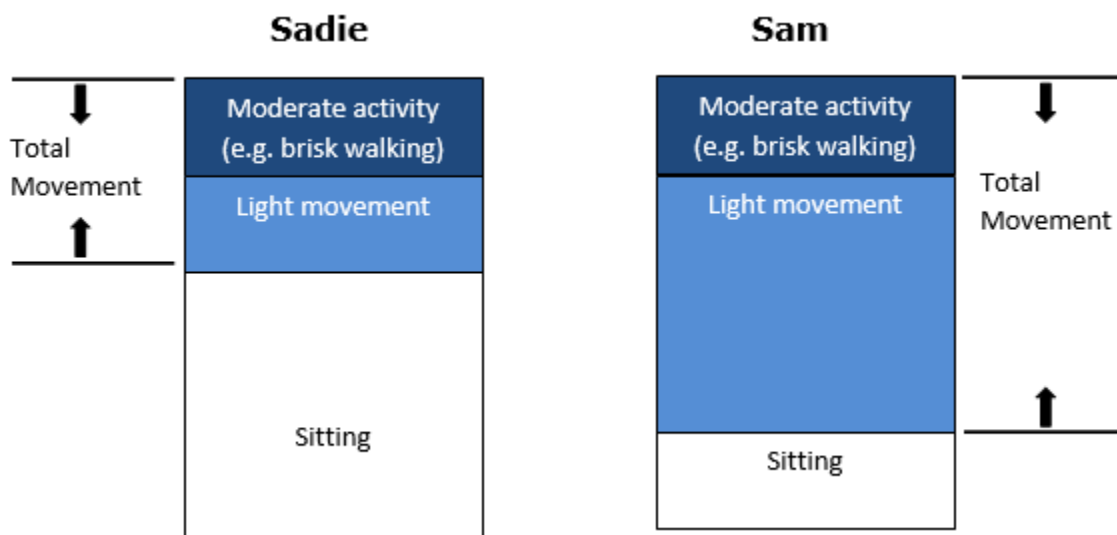 Sadie
Sam
Total
Movement
Moderate activity
(e.g. brisk walking)
Light movement
Sitting
Moderate activity
(e.g. brisk walking)
Light movement
Sitting
Total
Movement